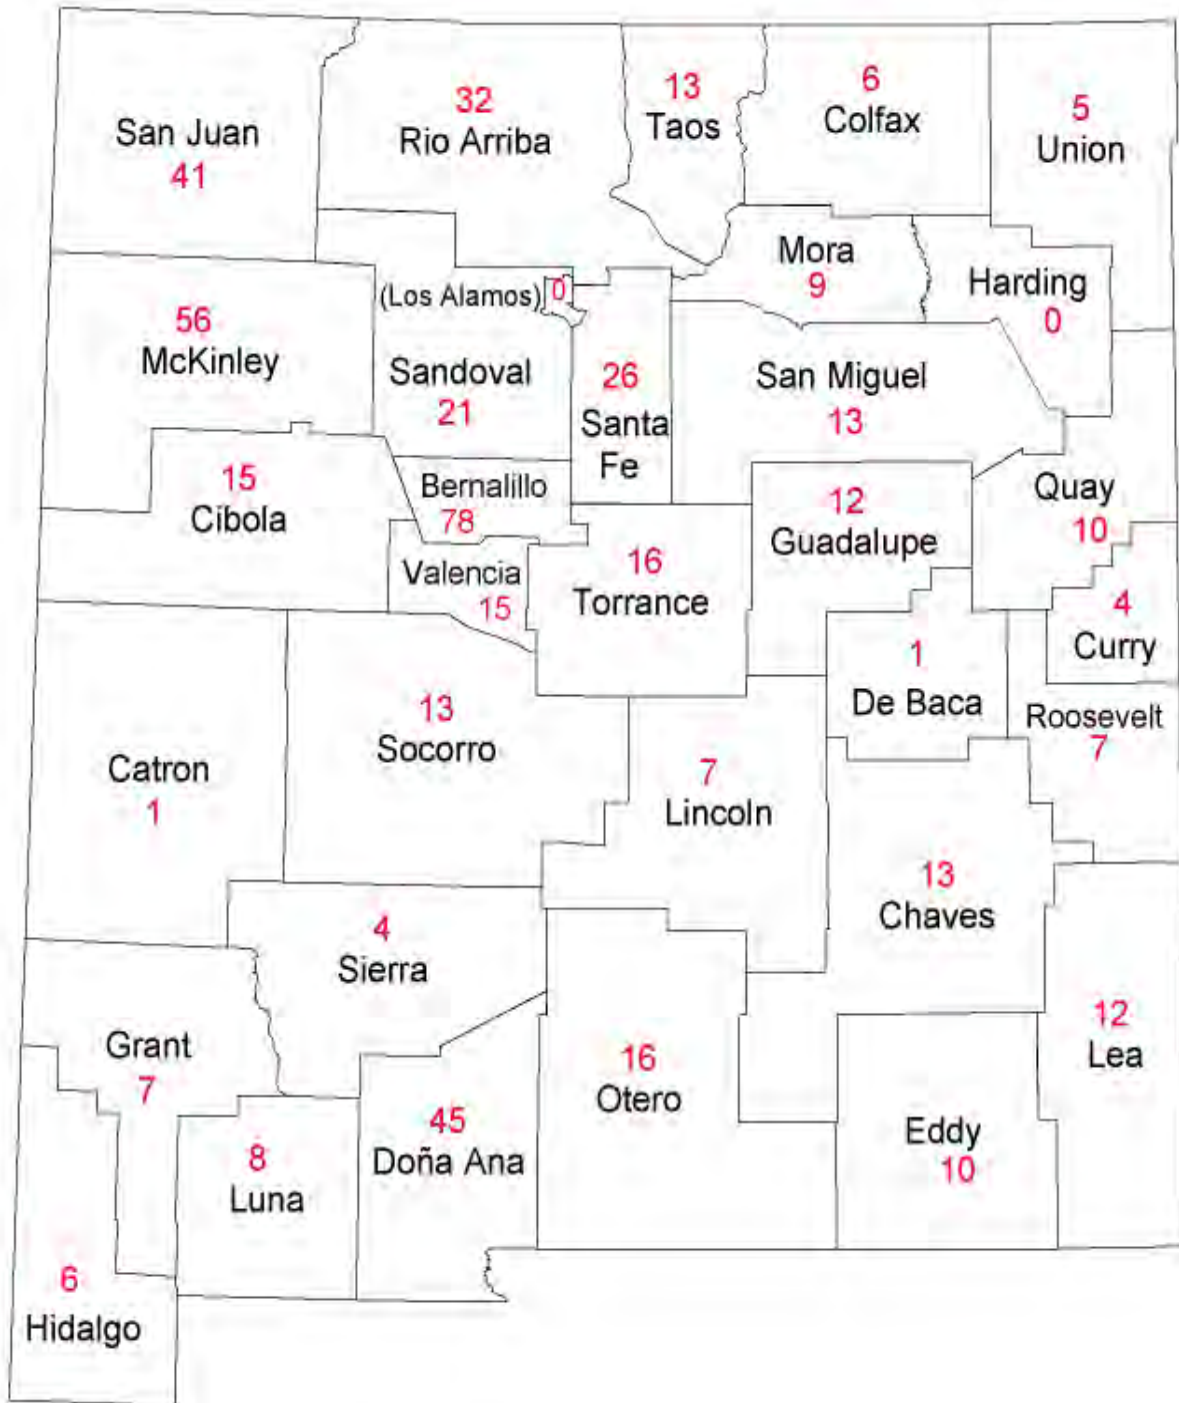 San Juan
41
32
Rio Arriba
13
Taos
6
Colfax
5
Union
Mora
9
Harding
0
(Los Alamos)
0
56
McKinley
Sandoval
21
26
Santa
Fe
San Miguel
13
15
Cibola
Bernalillo
78
12
Guadalupe
Quay
10
Valencia
15
16
Torrance
4
Curry
1
De Baca
Roosevelt
7
13
Socorro
Catron
1
7
Lincoln
13
Chaves
4
Sierra
12
Lea
Grant
7
16
Otero
45
Doña Ana
Eddy
10
8
Luna
6
Hidalgo